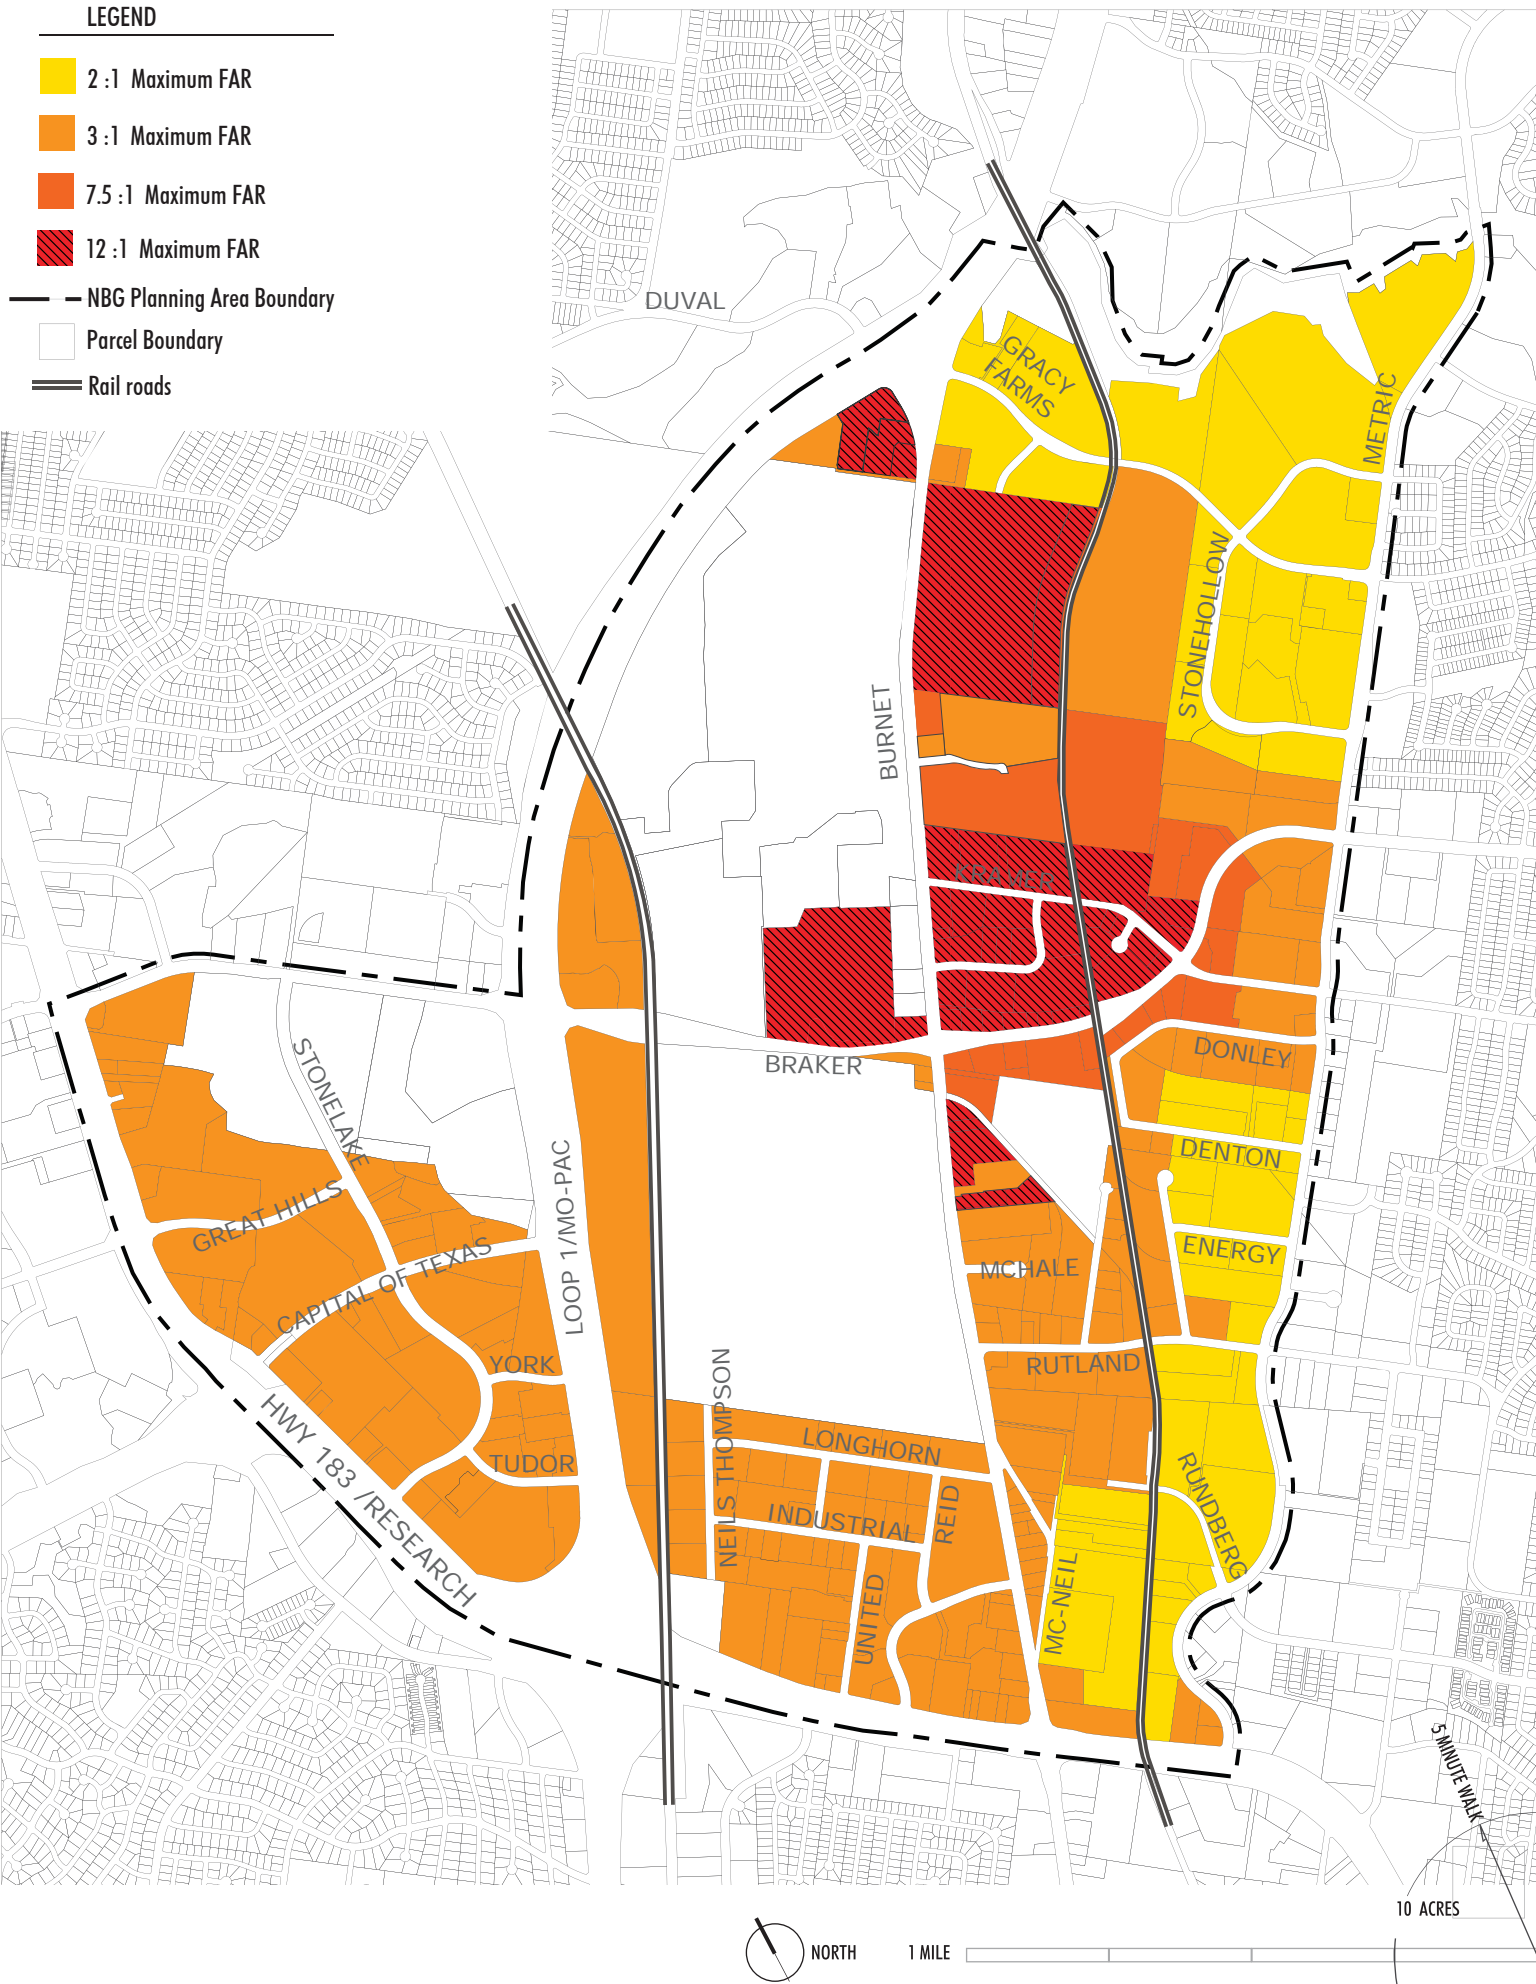 LEGEND
2 :1 Maximum FAR
3 :1 Maximum FAR
7.5 :1 Maximum FAR
12 :1 Maximum FAR
NBG Planning Area Boundary
Parcel Boundary
Rail roads
DUVAL
GRACY
FARMS
METRIC
STONEHOLLOW
BURNET
KRAMER
BRAKER
DONLEY
STONELAKE
DENTON
GREAT HILLS
LOOP 1/MO-PAC
ENERGY
CAPITAL OF TEXAS
MCHALE
YORK
RUTLAND
HWY 183 /RESEARCH
NEILS THOMPSON
LONGHORN
TUDOR
RUNDBERG
REID
INDUSTRIAL
UNITED
MC-NEIL
5 MINUTE WALK
10 ACRES
NORTH
1 MILE